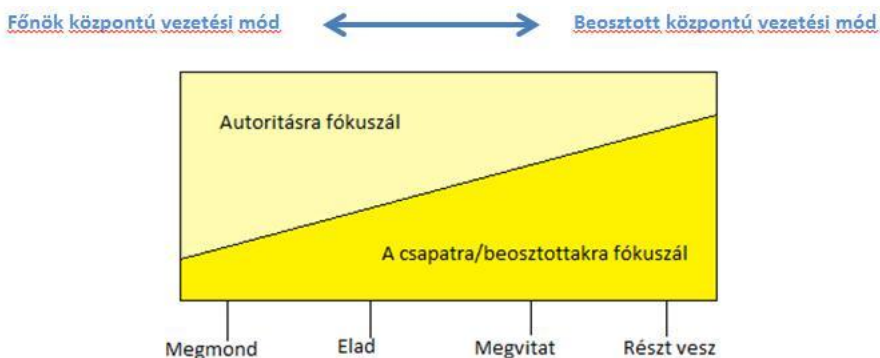 Főnök központú vezetési mód
Beosztott központú vezetési mód
Autoritásra fókuszál
A csapatra/beosztottakra fókuszál
Megmond
Elad
Megvitat
Részt vesz